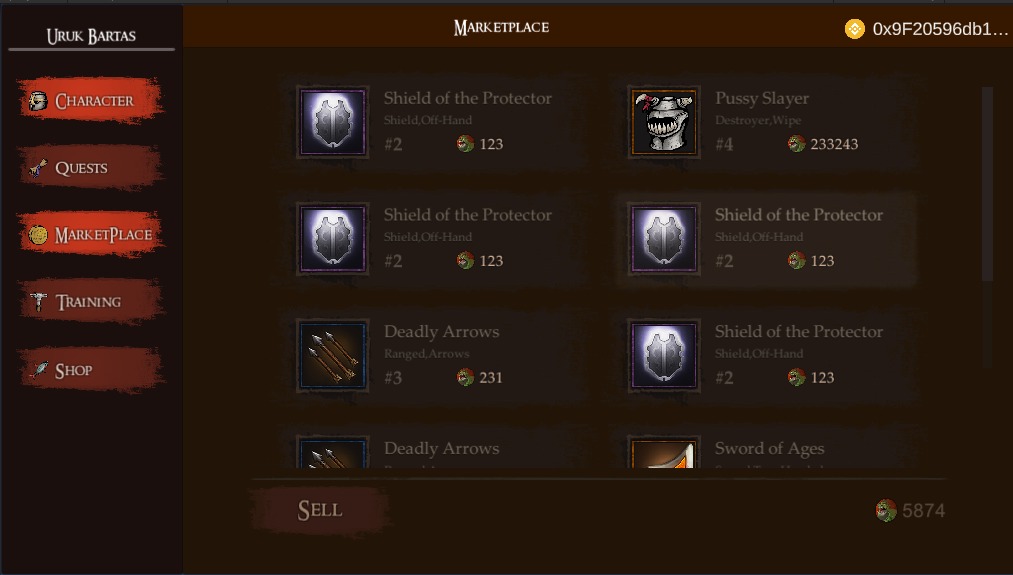 Uruk Bartas
Marketplace
0x9F20596db1...
Character
Quests
MarketPlace
Training
Shop
Shield of the Protector
Shield,Off-Hand
#2 123
Pussy Slayer
Destroyer,Wipe
#4 233243
Shield of the Protector
Shield,Off-Hand
#2 123
Shield of the Protector
Shield,Off-Hand
#2 123
Deadly Arrows
Ranged,Arrows
#3 231
Shield of the Protector
Shield,Off-Hand
#2 123
Deadly Arrows
Sword of Ages
Sell
5874